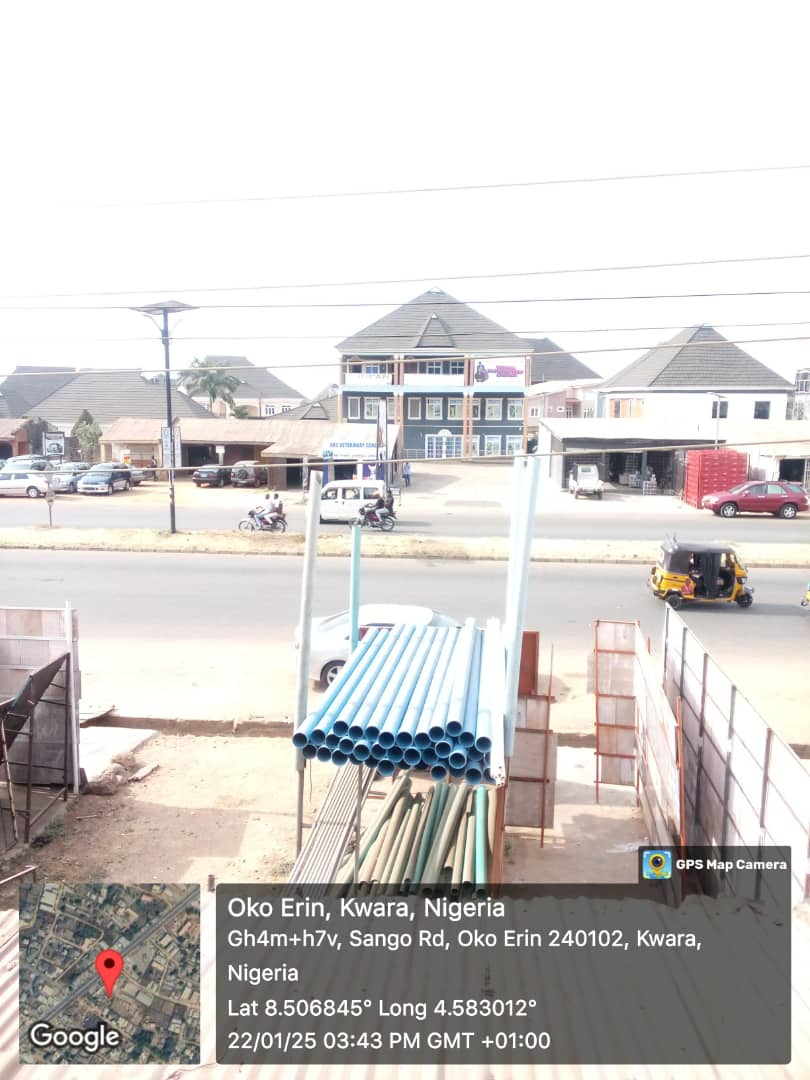 VETERINARY
GPS Map Camera
Oko Erin, Kwara, Nigeria
Gh4m+h7v, Sango Rd, Oko Erin 240102, Kwara,
Nigeria
Lat 8.506845° Long 4.583012°
22/01/25 03:43 PM GMT +01:00
Google